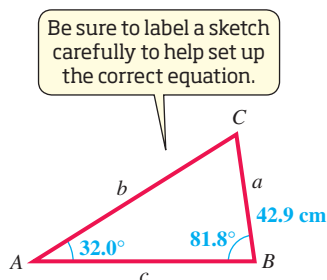 Be sure to label a sketch
carefully to help set up
the correct equation.
C
b
a
42.9 cm
32.0°
81.8°
A
B
c